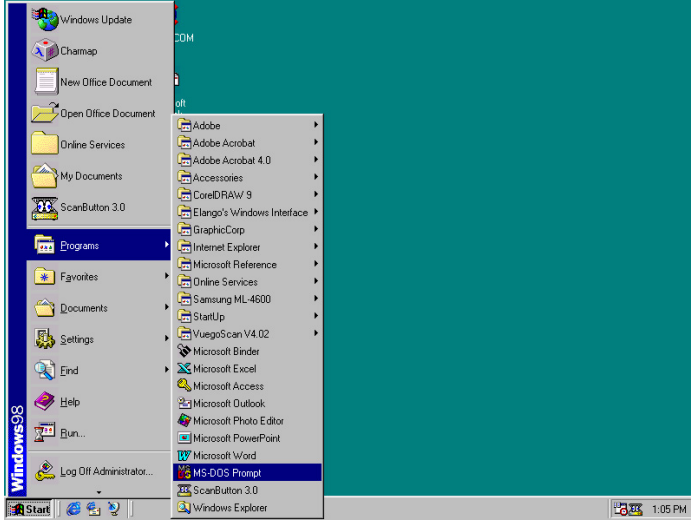 Windows Update
Charmap
New Office Document
Open Office Document
Online Services
My Documents
ScanButton 3.0
Programs
Favorites
Documents
Settings
Find
Help
Run...
Log Off Administrator...
Windows98
COM
oft
Adobe
Adobe Acrobat
Adobe Acrobat 4.0
Accessories
CorelDRAW 9
Elango's Windows Interface
GraphicCorp
Internet Explorer
Microsoft Reference
Online Services
Samsung ML-4600
StartUp
VuegoScan V4.02
Microsoft Binder
Microsoft Excel
Microsoft Access
Microsoft Outlook
Microsoft Photo Editor
Microsoft PowerPoint
Microsoft Word
MS-DOS Prompt
ScanButton 3.0
Windows Explorer
Start
1:05 PM